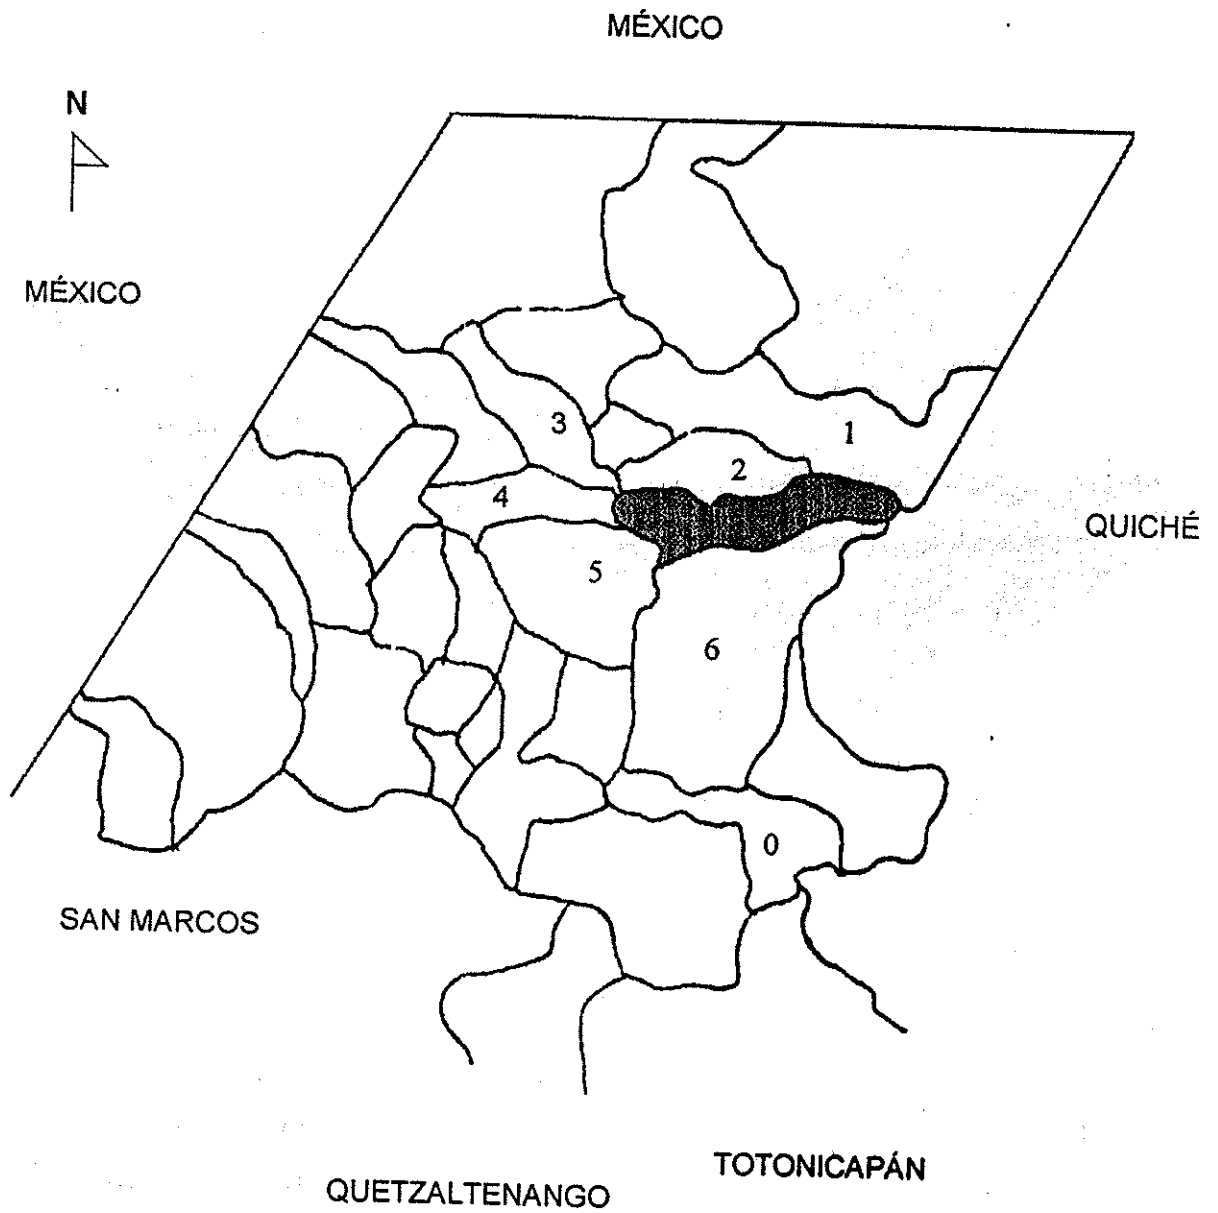 MÉXICO
N
MÉXICO
3
1
2
4
QUICHÉ
5
6
0
SAN MARCOS
TOTONICAPÁN
QUETZALTENANGO